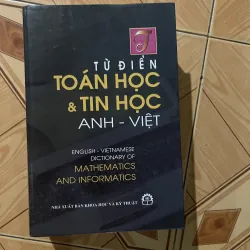 T
TỪ ĐIỂN
TOÁN HỌC
& TIN HỌC
ANH - VIỆT
ENGLISH - VIETNAMESE
DICTIONARY OF
MATHEMATICS
AND INFORMATICS
NHÀ XUẤT BẢN KHOA HỌC VÀ KỸ THUẬT